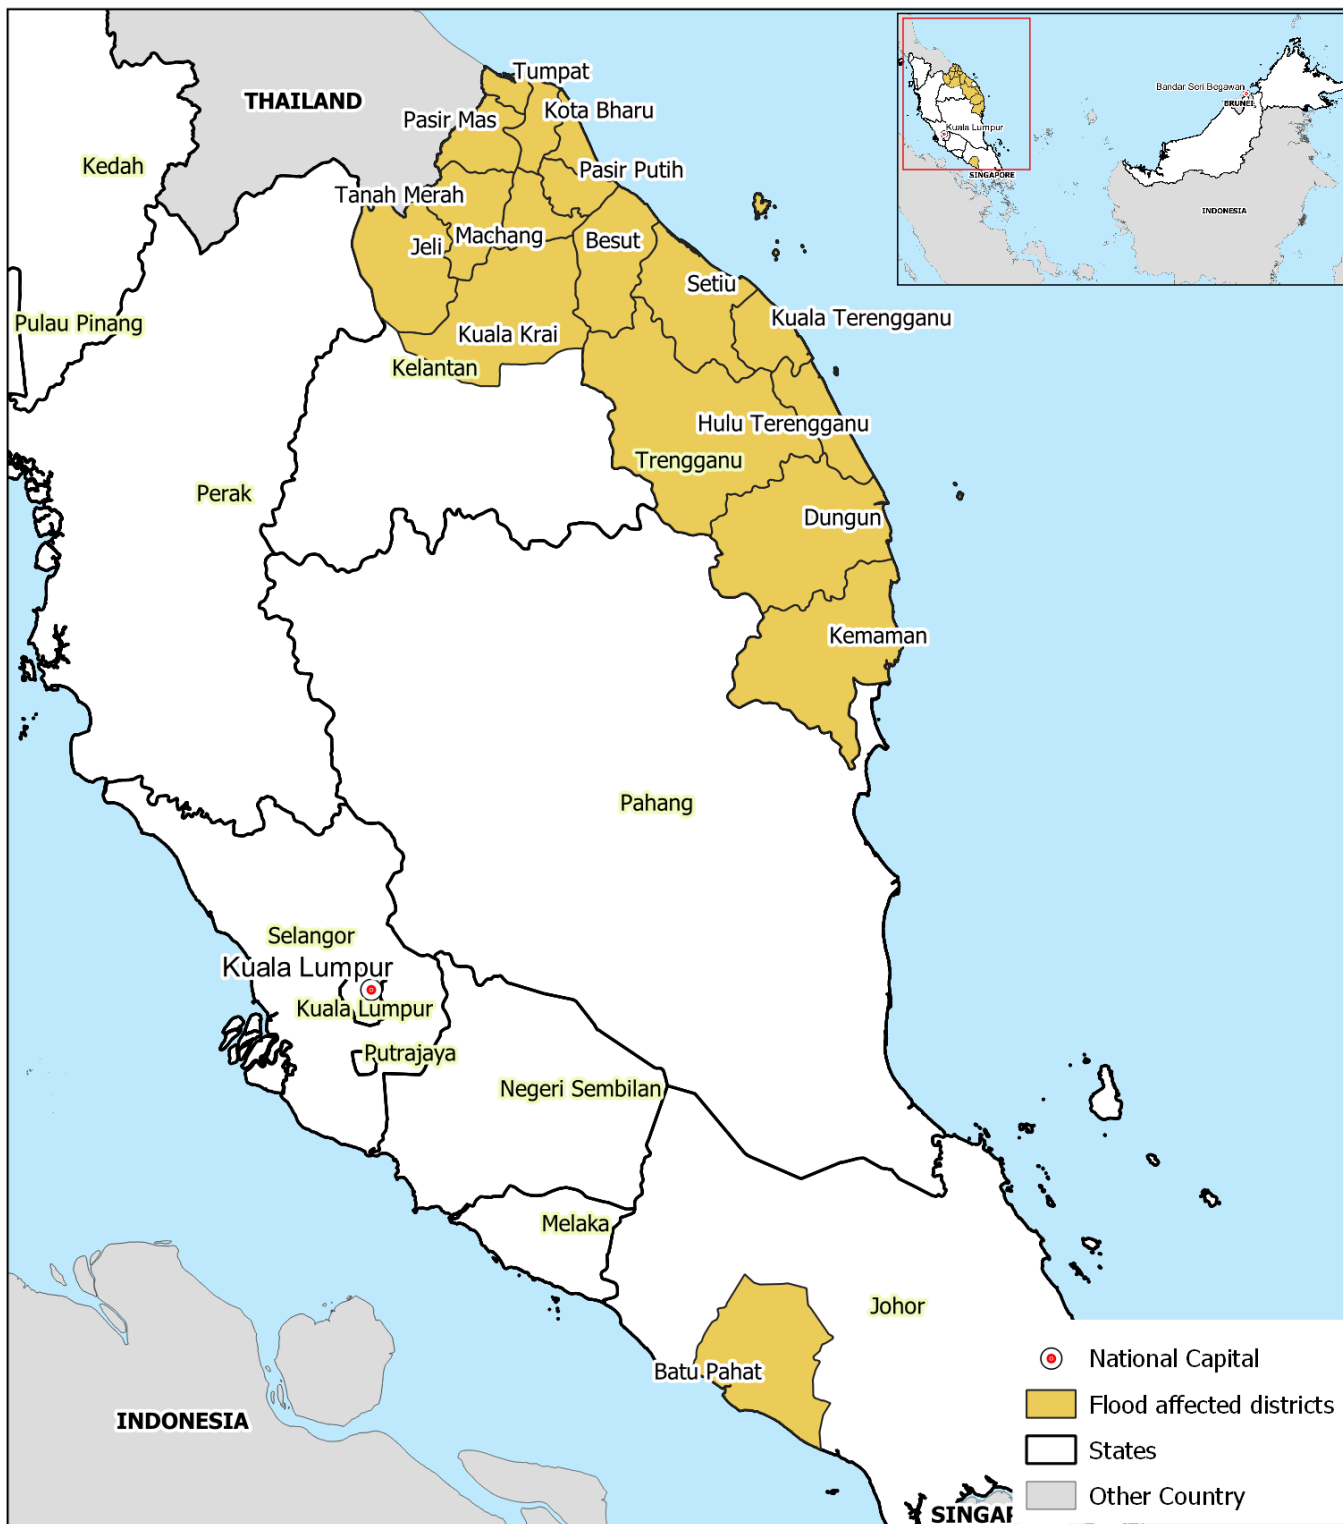 THAILAND
Tumpat
Kota Bharu
Pasir Mas
Kedah
Pasir Putih
Tanah Merah
Machang
Besut
Jeli
Setiu
Pulau Pinang
Kuala Terengganu
Kuala Krai
Kelantan
Hulu Terengganu
Trengganu
Perak
Dungun
Kemaman
Pahang
Selangor
Kuala Lumpur
Kuala Lumpur
Putrajaya
Negeri Sembilan
Melaka
Johor
Batu Pahat
INDONESIA
SINGAP
Bandar Seri Bogawan
BRUNEI
Kuala Lumpur
SINGAPORE
INDONESIA
National Capital
Flood affected districts
States
Other Country